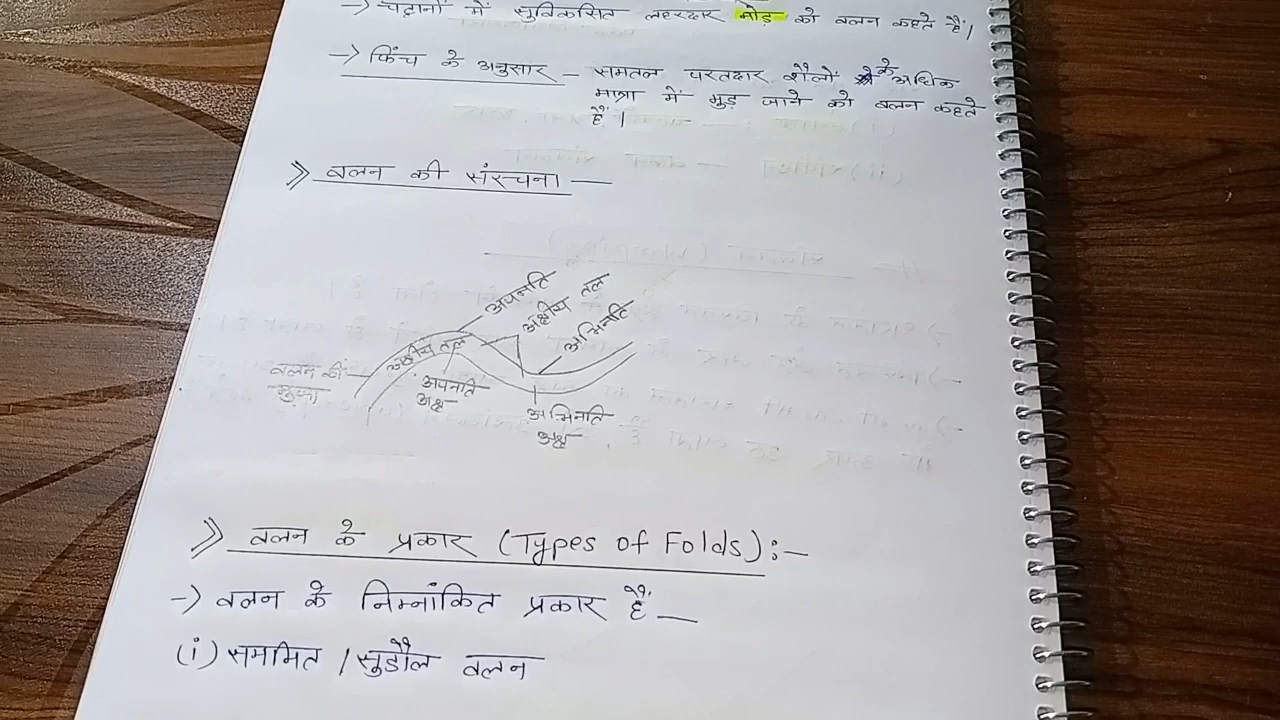 -> चट्टानों में सुविकसित लहरदार मोड़ को वलन कहते हैं।
-> फिंच के अनुसार - समतल परतदार शैलों के अधिक
मात्रा में मुड़ जाने को वलन कहते
हैं।
>> वलन की संरचना —
अपनति
अक्षीय तल
अभिनति
अक्षीय तल
वलन की
भुजा
अपनति
अक्ष
अभिनति
अक्ष
>> वलन के प्रकार (Types of Folds):-
-> वलन के निम्नांकित प्रकार हैं —
(i) सममित / सुडौल वलन